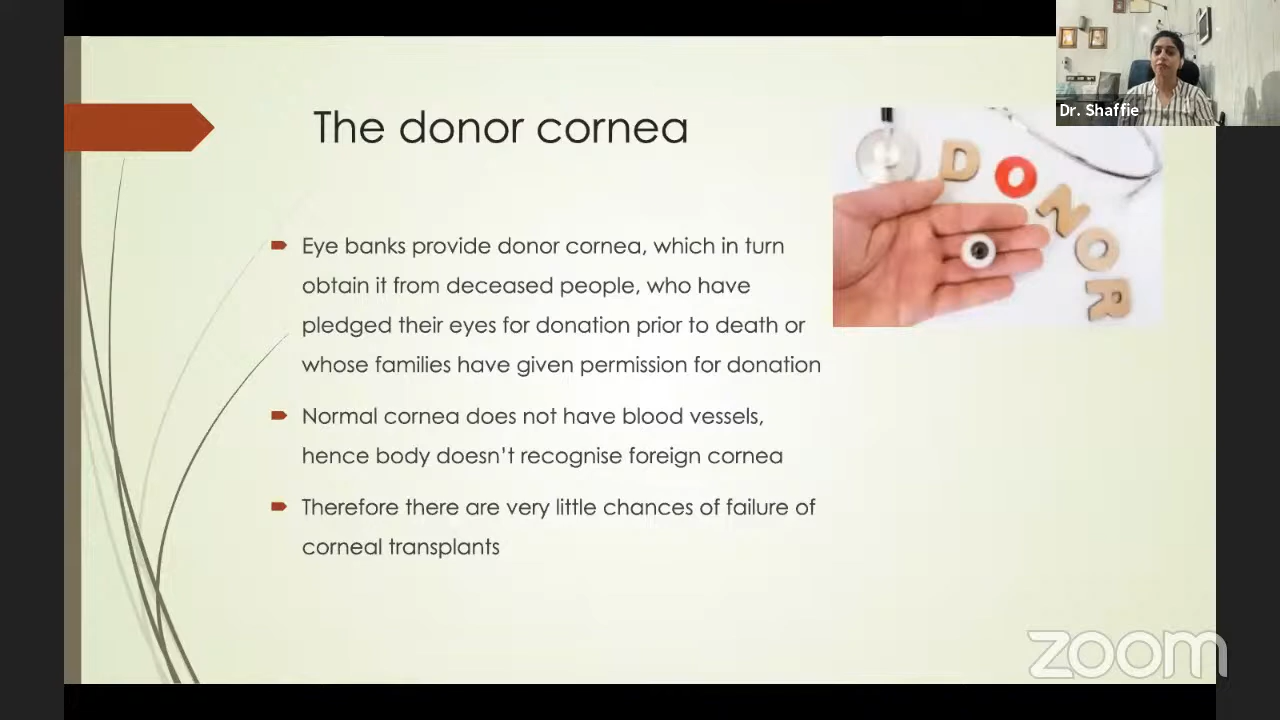 The donor cornea
Dr. Shaffie
DONOR
Eye banks provide donor cornea, which in turn
obtain it from deceased people, who have
pledged their eyes for donation prior to death or
whose families have given permission for donation
Normal cornea does not have blood vessels,
hence body doesn't recognise foreign cornea
Therefore there are very little chances of failure of
corneal transplants
zoom